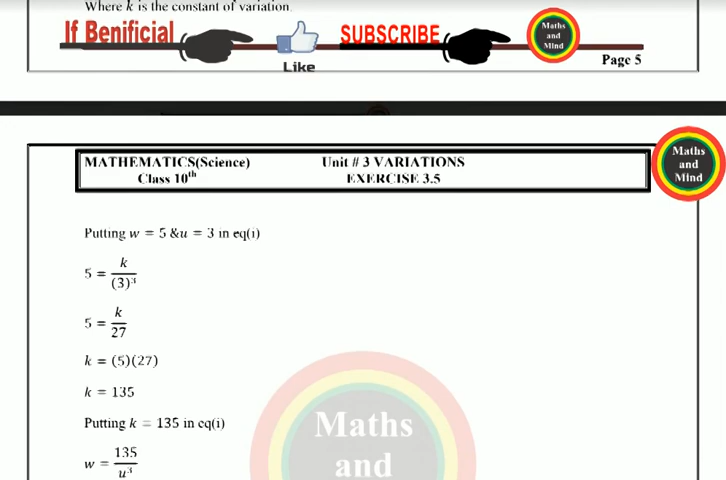 Where k is the constant of variation.
If Benificial
Like
SUBSCRIBE
Maths
and
Mind
Page 5
MATHEMATICS(Science) Unit # 3 VARIATIONS
Class 10th EXERCISE 3.5
Maths
and
Mind
Putting w = 5 &u = 3 in eq(i)
5 = k/(3)³
5 = k/27
k = (5)(27)
k = 135
Putting k = 135 in eq(i)
w = 135/u³
Maths
and